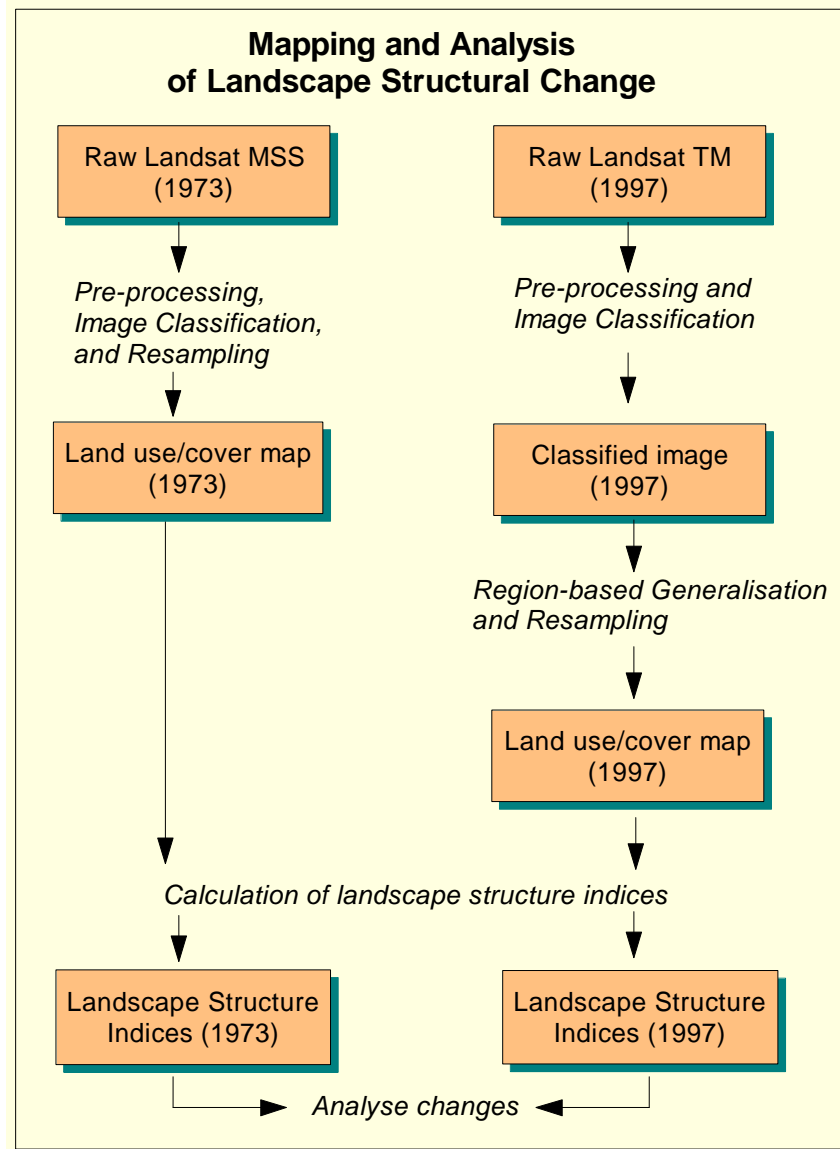 Mapping and Analysis
of Landscape Structural Change
Raw Landsat MSS
(1973)
Raw Landsat TM
(1997)
Pre-processing,
Image Classification,
and Resampling
Pre-processing and
Image Classification
Land use/cover map
(1973)
Classified image
(1997)
Region-based Generalisation
and Resampling
Land use/cover map
(1997)
Calculation of landscape structure indices
Landscape Structure
Indices (1973)
Landscape Structure
Indices (1997)
Analyse changes